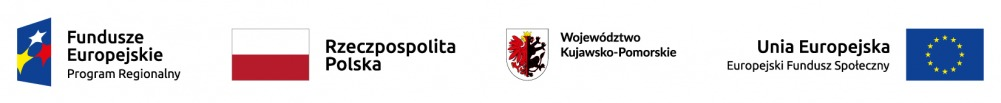 Fundusze
Europejskie
Program Regionalny
Rzeczpospolita
Polska
Województwo
Kujawsko-Pomorskie
Unia Europejska
Europejski Fundusz Społeczny